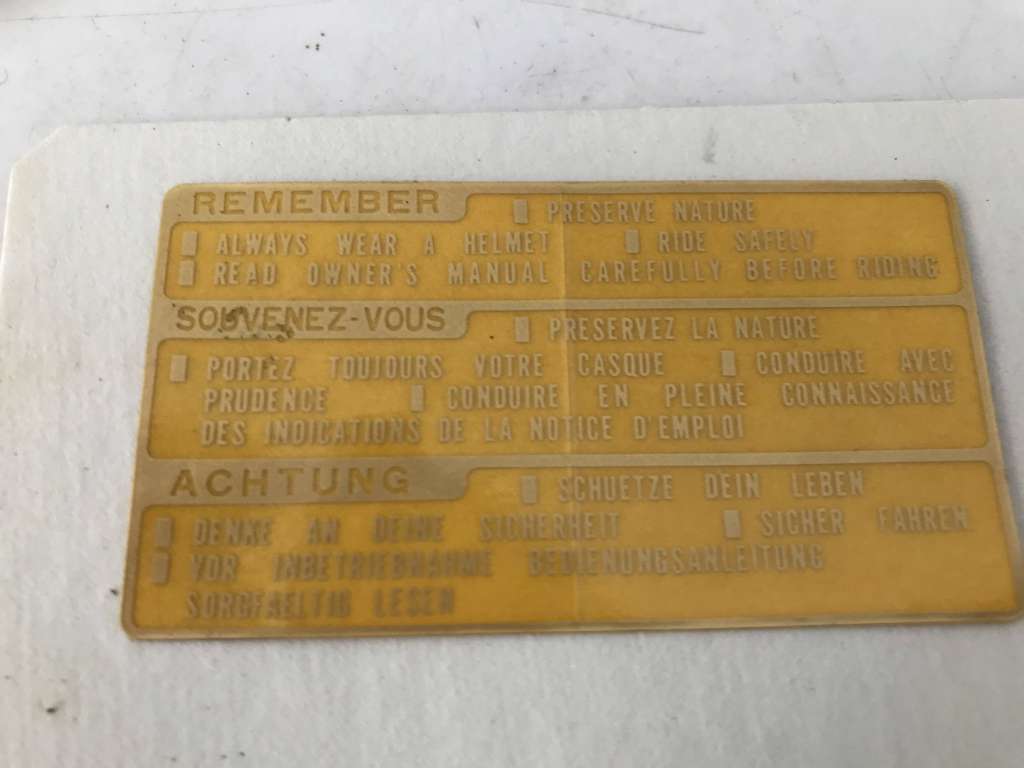 REMEMBER PRESERVE NATURE
ALWAYS WEAR A HELMET RIDE SAFELY
READ OWNER'S MANUAL CAREFULLY BEFORE RIDING
SOUVENEZ-VOUS PRESERVEZ LA NATURE
PORTEZ TOUJOURS VOTRE CASQUE CONDUIRE AVEC
PRUDENCE CONDUIRE EN PLEINE CONNAISSANCE
DES INDICATIONS DE LA NOTICE D'EMPLOI
ACHTUNG SCHUETZE DEIN LEBEN
DENKE AN DEINE SICHERHEIT SICHER FAHREN
VOR INBETRIEBNAHME BEDIENUNGSANLEITUNG
SORGFAELTIG LESEN